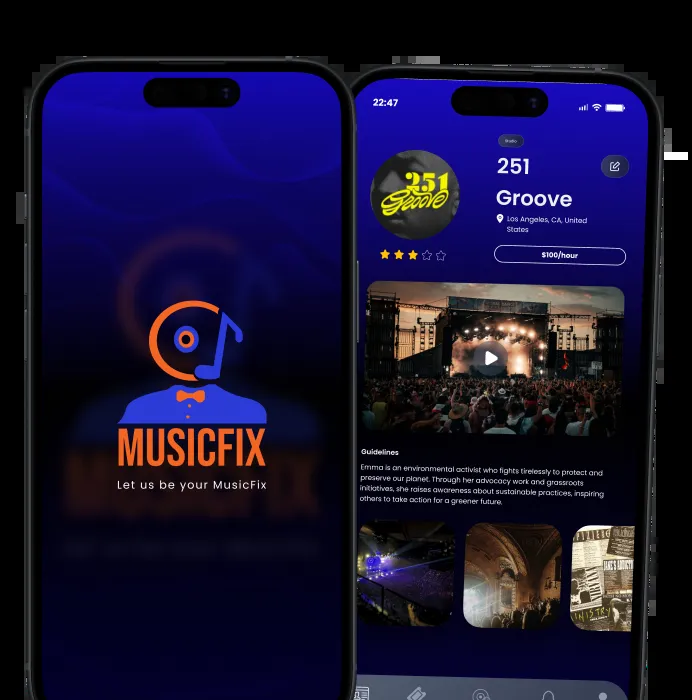 MUSICFIX
Let us be your MusicFix
22:47
Studio
251
Groove
251
Groove
Los Angeles, CA, United
States
$100/hour
Guidelines
Emma is an environmental activist who fights tirelessly to protect and
preserve our planet. Through her advocacy work and grassroots
initiatives, she raises awareness about sustainable practices, inspiring
others to take action for a greener future.